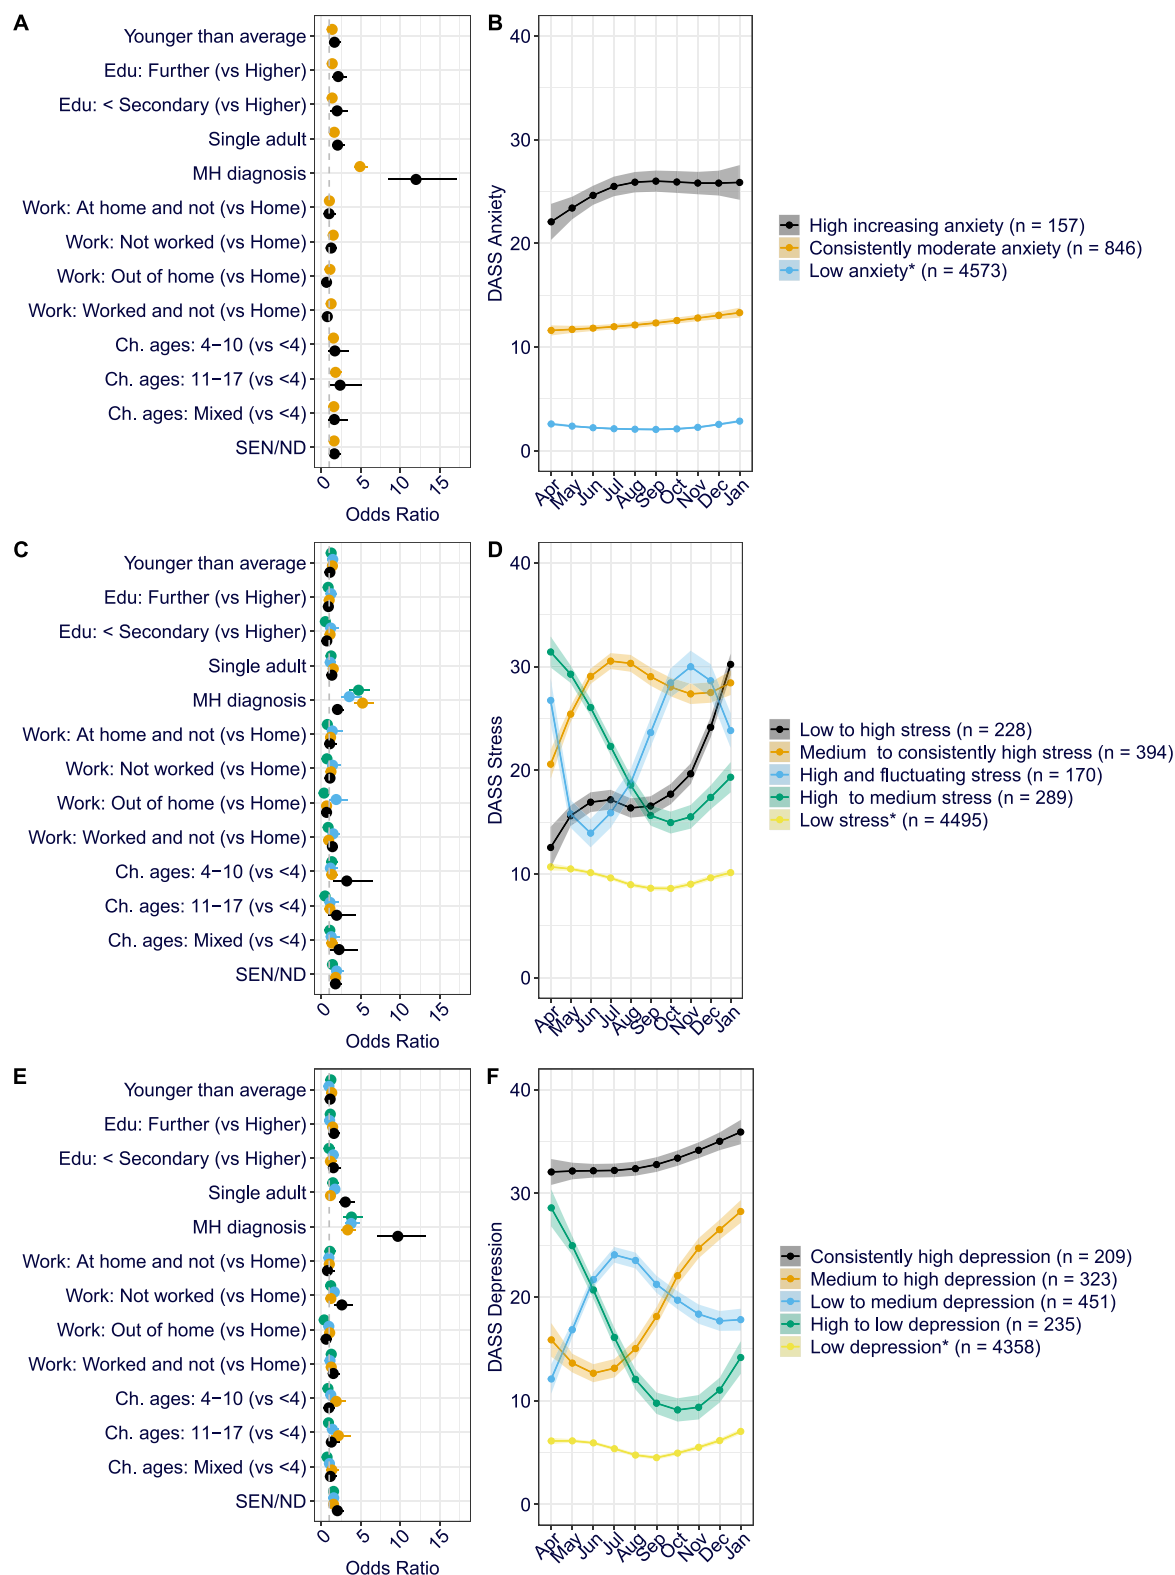 A
Younger than average
Edu: Further (vs Higher)
Edu: < Secondary (vs Higher)
Single adult
MH diagnosis
Work: At home and not (vs Home)
Work: Not worked (vs Home)
Work: Out of home (vs Home)
Work: Worked and not (vs Home)
Ch. ages: 4−10 (vs <4)
Ch. ages: 11−17 (vs <4)
Ch. ages: Mixed (vs <4)
SEN/ND
0 5 10 15
Odds Ratio
B
DASS Anxiety
40
30
20
10
0
Apr May Jun Jul Aug Sep Oct Nov Dec Jan
High increasing anxiety (n = 157)
Consistently moderate anxiety (n = 846)
Low anxiety* (n = 4573)
C
Younger than average
Edu: Further (vs Higher)
Edu: < Secondary (vs Higher)
Single adult
MH diagnosis
Work: At home and not (vs Home)
Work: Not worked (vs Home)
Work: Out of home (vs Home)
Work: Worked and not (vs Home)
Ch. ages: 4−10 (vs <4)
Ch. ages: 11−17 (vs <4)
Ch. ages: Mixed (vs <4)
SEN/ND
0 5 10 15
Odds Ratio
D
DASS Stress
40
30
20
10
0
Apr May Jun Jul Aug Sep Oct Nov Dec Jan
Low to high stress (n = 228)
Medium to consistently high stress (n = 394)
High and fluctuating stress (n = 170)
High to medium stress (n = 289)
Low stress* (n = 4495)
E
Younger than average
Edu: Further (vs Higher)
Edu: < Secondary (vs Higher)
Single adult
MH diagnosis
Work: At home and not (vs Home)
Work: Not worked (vs Home)
Work: Out of home (vs Home)
Work: Worked and not (vs Home)
Ch. ages: 4−10 (vs <4)
Ch. ages: 11−17 (vs <4)
Ch. ages: Mixed (vs <4)
SEN/ND
0 5 10 15
Odds Ratio
F
DASS Depression
40
30
20
10
0
Apr May Jun Jul Aug Sep Oct Nov Dec Jan
Consistently high depression (n = 209)
Medium to high depression (n = 323)
Low to medium depression (n = 451)
High to low depression (n = 235)
Low depression* (n = 4358)